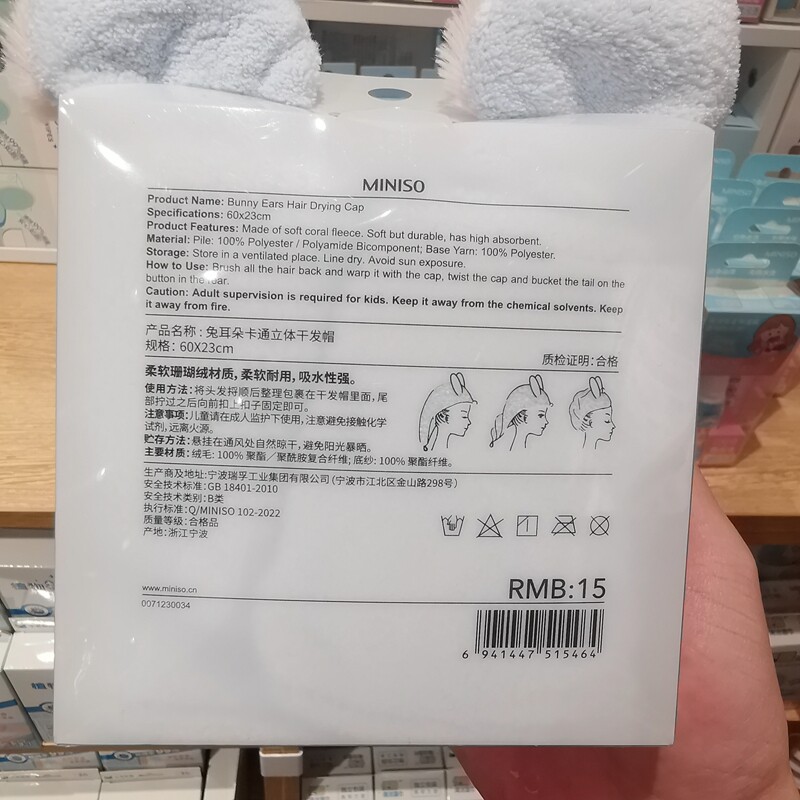 MINISO
Product Name: Bunny Ears Hair Drying Cap
Specifications: 60x23cm
Product Features: Made of soft coral fleece. Soft but durable, has high absorbent.
Material: Pile: 100% Polyester / Polyamide Bicomponent; Base Yarn: 100% Polyester.
Storage: Store in a ventilated place. Line dry. Avoid sun exposure.
How to Use: Brush all the hair back and warp it with the cap, twist the cap and bucket the tail on the
button in the rear.
Caution: Adult supervision is required for kids. Keep it away from the chemical solvents. Keep
it away from fire.
产品名称：兔耳朵卡通立体干发帽
规格：60X23cm
质检证明：合格
柔软珊瑚绒材质，柔软耐用，吸水性强。
使用方法：将头发捋顺后整理包裹在干发帽里面，尾
部拧过之后向前扣上扣子固定即可。
注意事项：儿童请在成人监护下使用，注意避免接触化学
试剂，远离火源。
贮存方法：悬挂在通风处自然晾干，避免阳光暴晒。
主要材质：绒毛：100% 聚酯／聚酰胺复合纤维；底纱：100% 聚酯纤维。
生产商及地址：宁波瑞孚工业集团有限公司（宁波市江北区金山路298号）
安全技术标准：GB 18401-2010
安全技术类别：B类
执行标准：Q/MINISO 102-2022
质量等级：合格品
产地：浙江宁波
www.miniso.cn
0071230034
RMB:15
6 941447 515464
MINISO